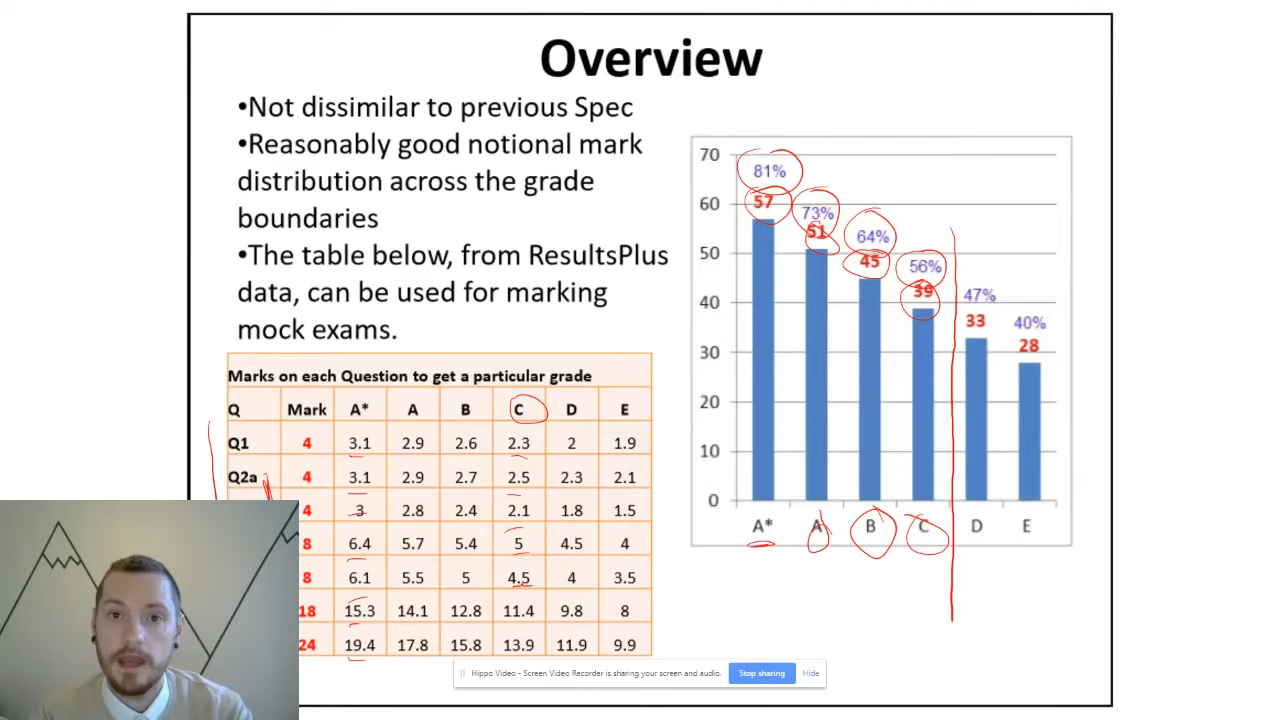 Overview
•Not dissimilar to previous Spec
•Reasonably good notional mark
distribution across the grade
boundaries
•The table below, from ResultsPlus
data, can be used for marking
mock exams.
Marks on each Question to get a particular grade
Q Mark A* A B C D E
Q1 4 3.1 2.9 2.6 2.3 2 1.9
Q2a 4 3.1 2.9 2.7 2.5 2.3 2.1
4 3 2.8 2.4 2.1 1.8 1.5
8 6.4 5.7 5.4 5 4.5 4
8 6.1 5.5 5 4.5 4 3.5
18 15.3 14.1 12.8 11.4 9.8 8
24 19.4 17.8 15.8 13.9 11.9 9.9
70
60
50
40
30
20
10
0
81%
57
73%
51
64%
45
56%
39
47%
33
40%
28
A* A B C D E
Hippo Video - Screen Video Recorder is sharing your screen and audio. Stop sharing Hide